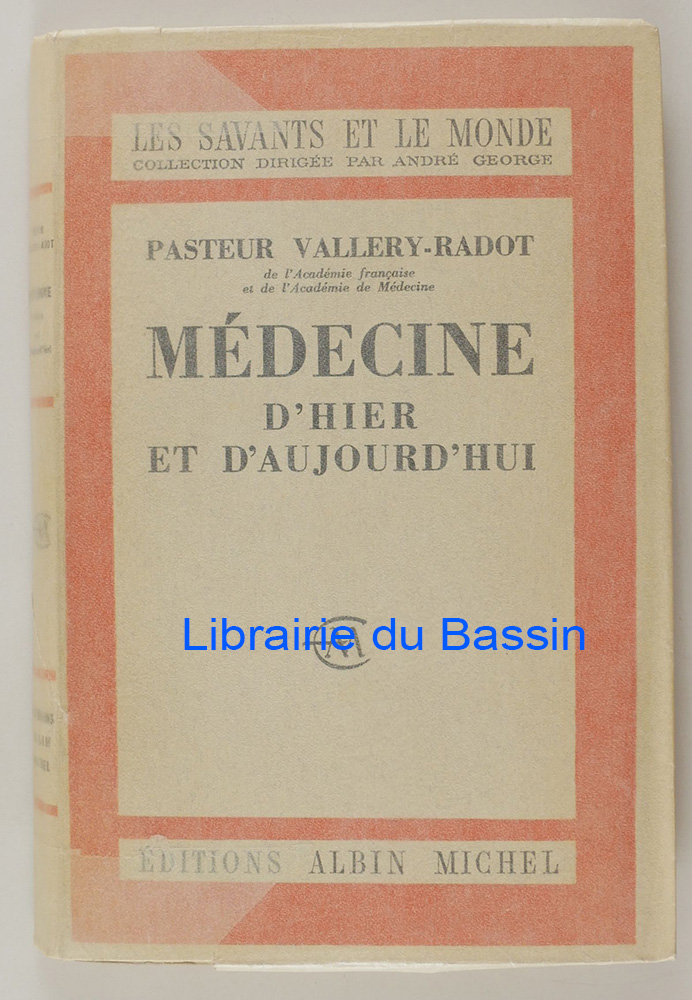 LES SAVANTS ET LE MONDE
COLLECTION DIRIGÉE PAR ANDRÉ GEORGE
PASTEUR VALLERY-RADOT
de l'Académie française
et de l'Académie de Médecine
MÉDECINE
D'HIER
ET D'AUJOURD'HUI
Librairie du Bassin
ÉDITIONS ALBIN MICHEL